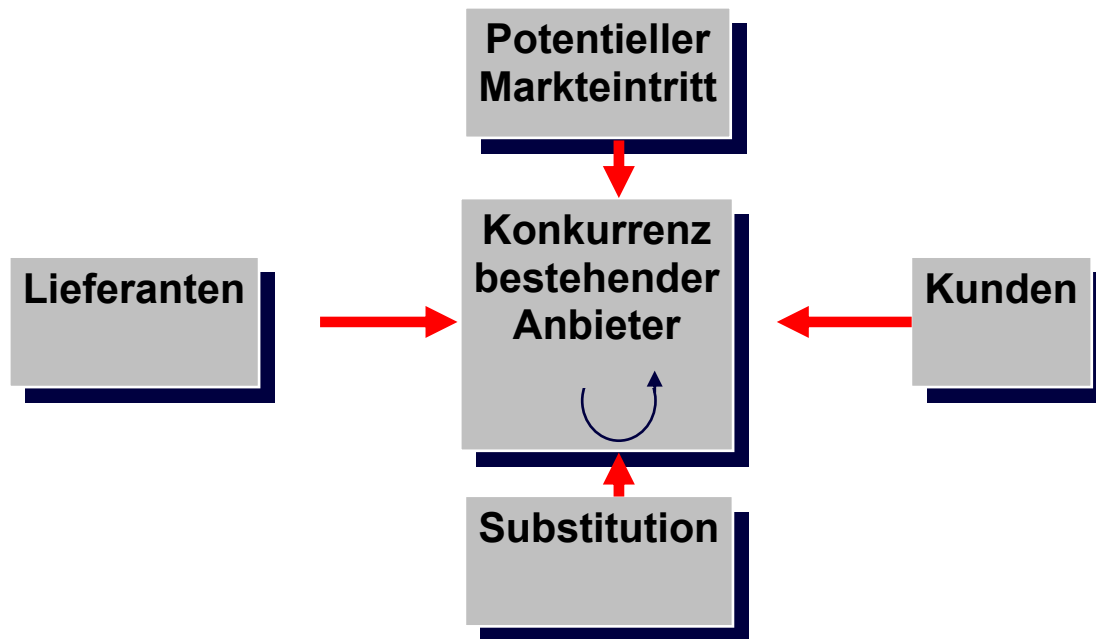 Potentieller
Markteintritt
Konkurrenz
bestehender
Anbieter
Lieferanten
Kunden
Substitution